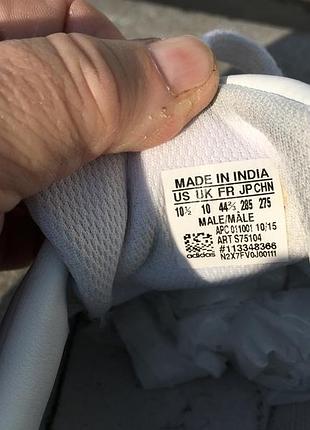 MADE IN INDIA
US UK FR JP CHN
10½ 10 44⅔ 285 275
MALE/MÂLE
APC 011001 10/15
ART S75104
#113348366
adidas N2X7FV0J00111